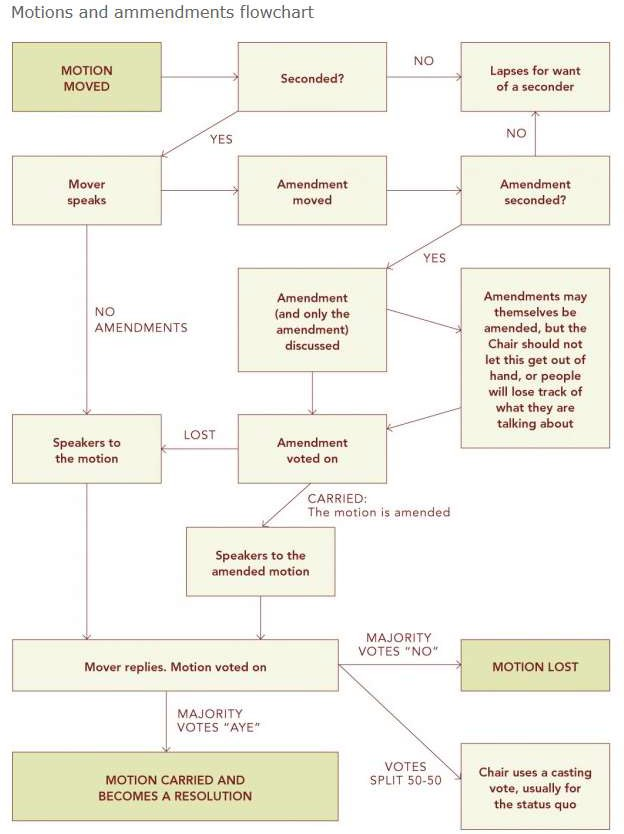 Motions and ammendments flowchart
MOTION
MOVED
Seconded?
NO
Lapses for want
of a seconder
YES
NO
Mover
speaks
Amendment
moved
Amendment
seconded?
YES
NO
AMENDMENTS
Amendment
(and only the
amendment)
discussed
Amendments may
themselves be
amended, but the
Chair should not
let this get out of
hand, or people
will lose track of
what they are
talking about
Speakers to
the motion
LOST
Amendment
voted on
CARRIED:
The motion is amended
Speakers to the
amended motion
Mover replies. Motion voted on
MAJORITY
VOTES “NO”
MOTION LOST
MAJORITY
VOTES “AYE”
VOTES
SPLIT 50-50
MOTION CARRIED AND
BECOMES A RESOLUTION
Chair uses a casting
vote, usually for
the status quo